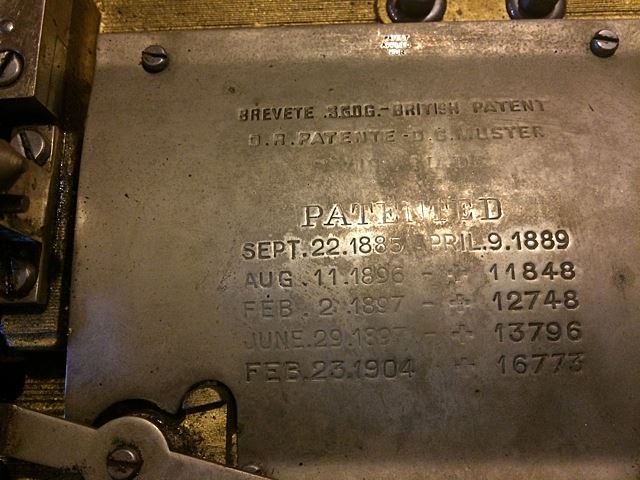 BREVETE .S.G.D.G.-BRITISH PATENT
D.R.PATENTE-D.G.MUSTER
PATENTED
SEPT.22.1885 APRIL.9.1889
AUG.11.1896 - + 11848
FEB.2.1897 - + 12748
JUNE.29.1897 - + 13796
FEB.23.1904 + 16773